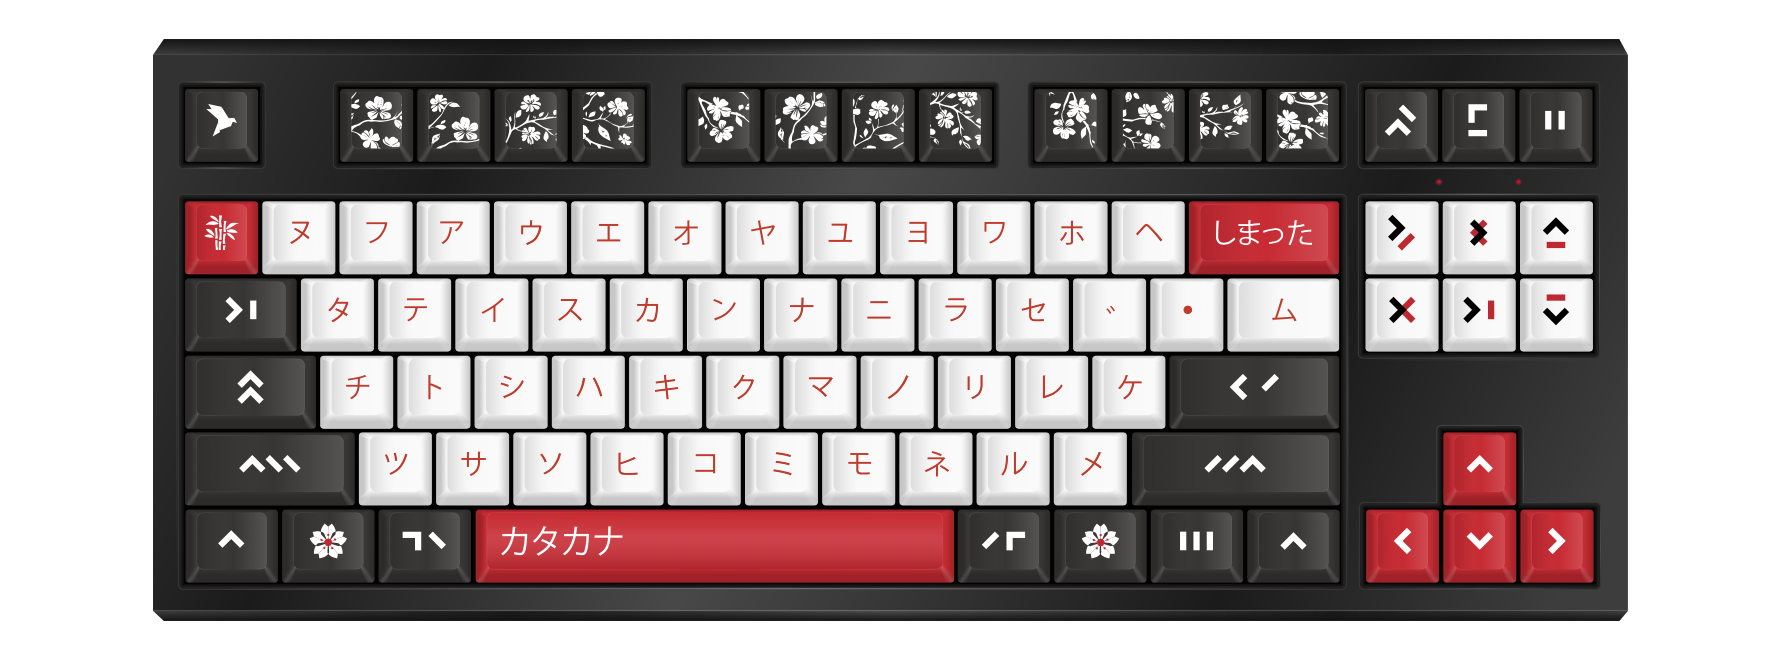 ヌ フ ア ウ エ オ ヤ ユ ヨ ワ ホ ヘ しまった
タ テ イ ス カ ン ナ ニ ラ セ 〃 • ム
チ ト シ ハ キ ク マ ノ リ レ ケ
ツ サ ソ ヒ コ ミ モ ネ ル メ
カタカナ